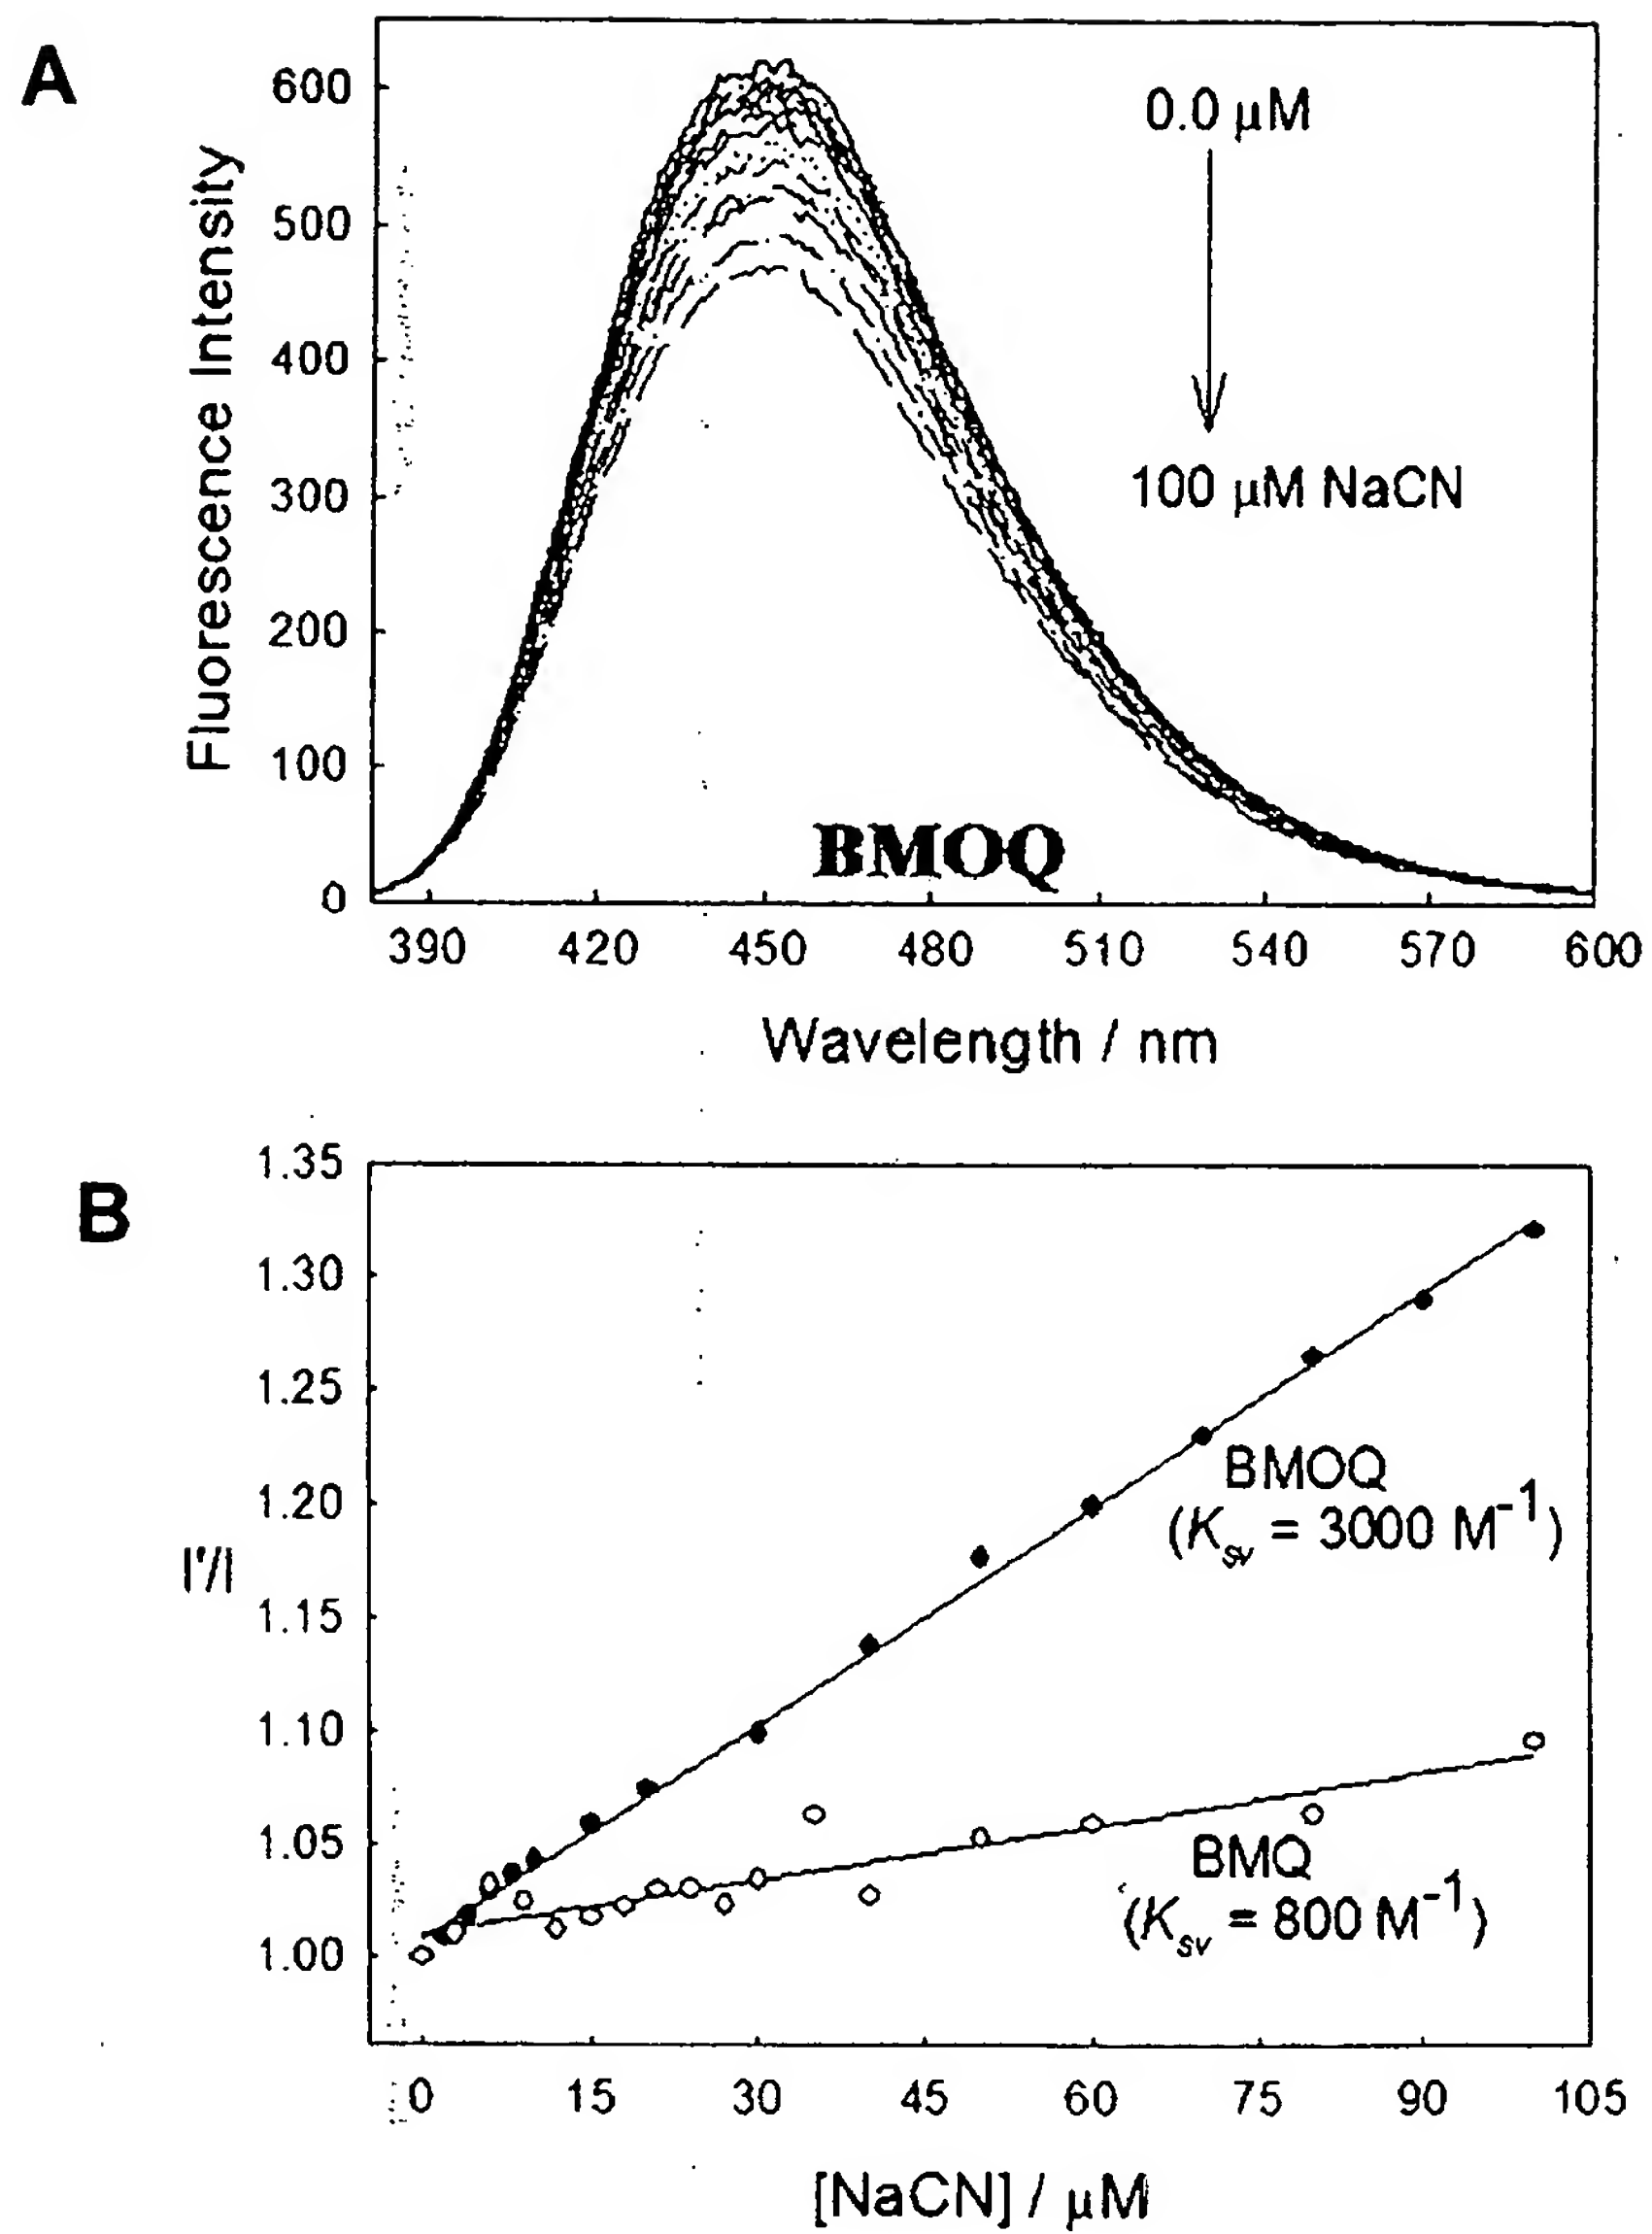 A
Fluorescence Intensity
600
500
400
300
200
100
0
0.0 μM
100 μM NaCN
BMOQ
390 420 450 480 510 540 570 600
Wavelength / nm
B
I'/I
1.35
1.30
1.25
1.20
1.15
1.10
1.05
1.00
BMOQ
(Ksv = 3000 M-1)
BMQ
(Ksv = 800 M-1)
0 15 30 45 60 75 90 105
[NaCN] / μM